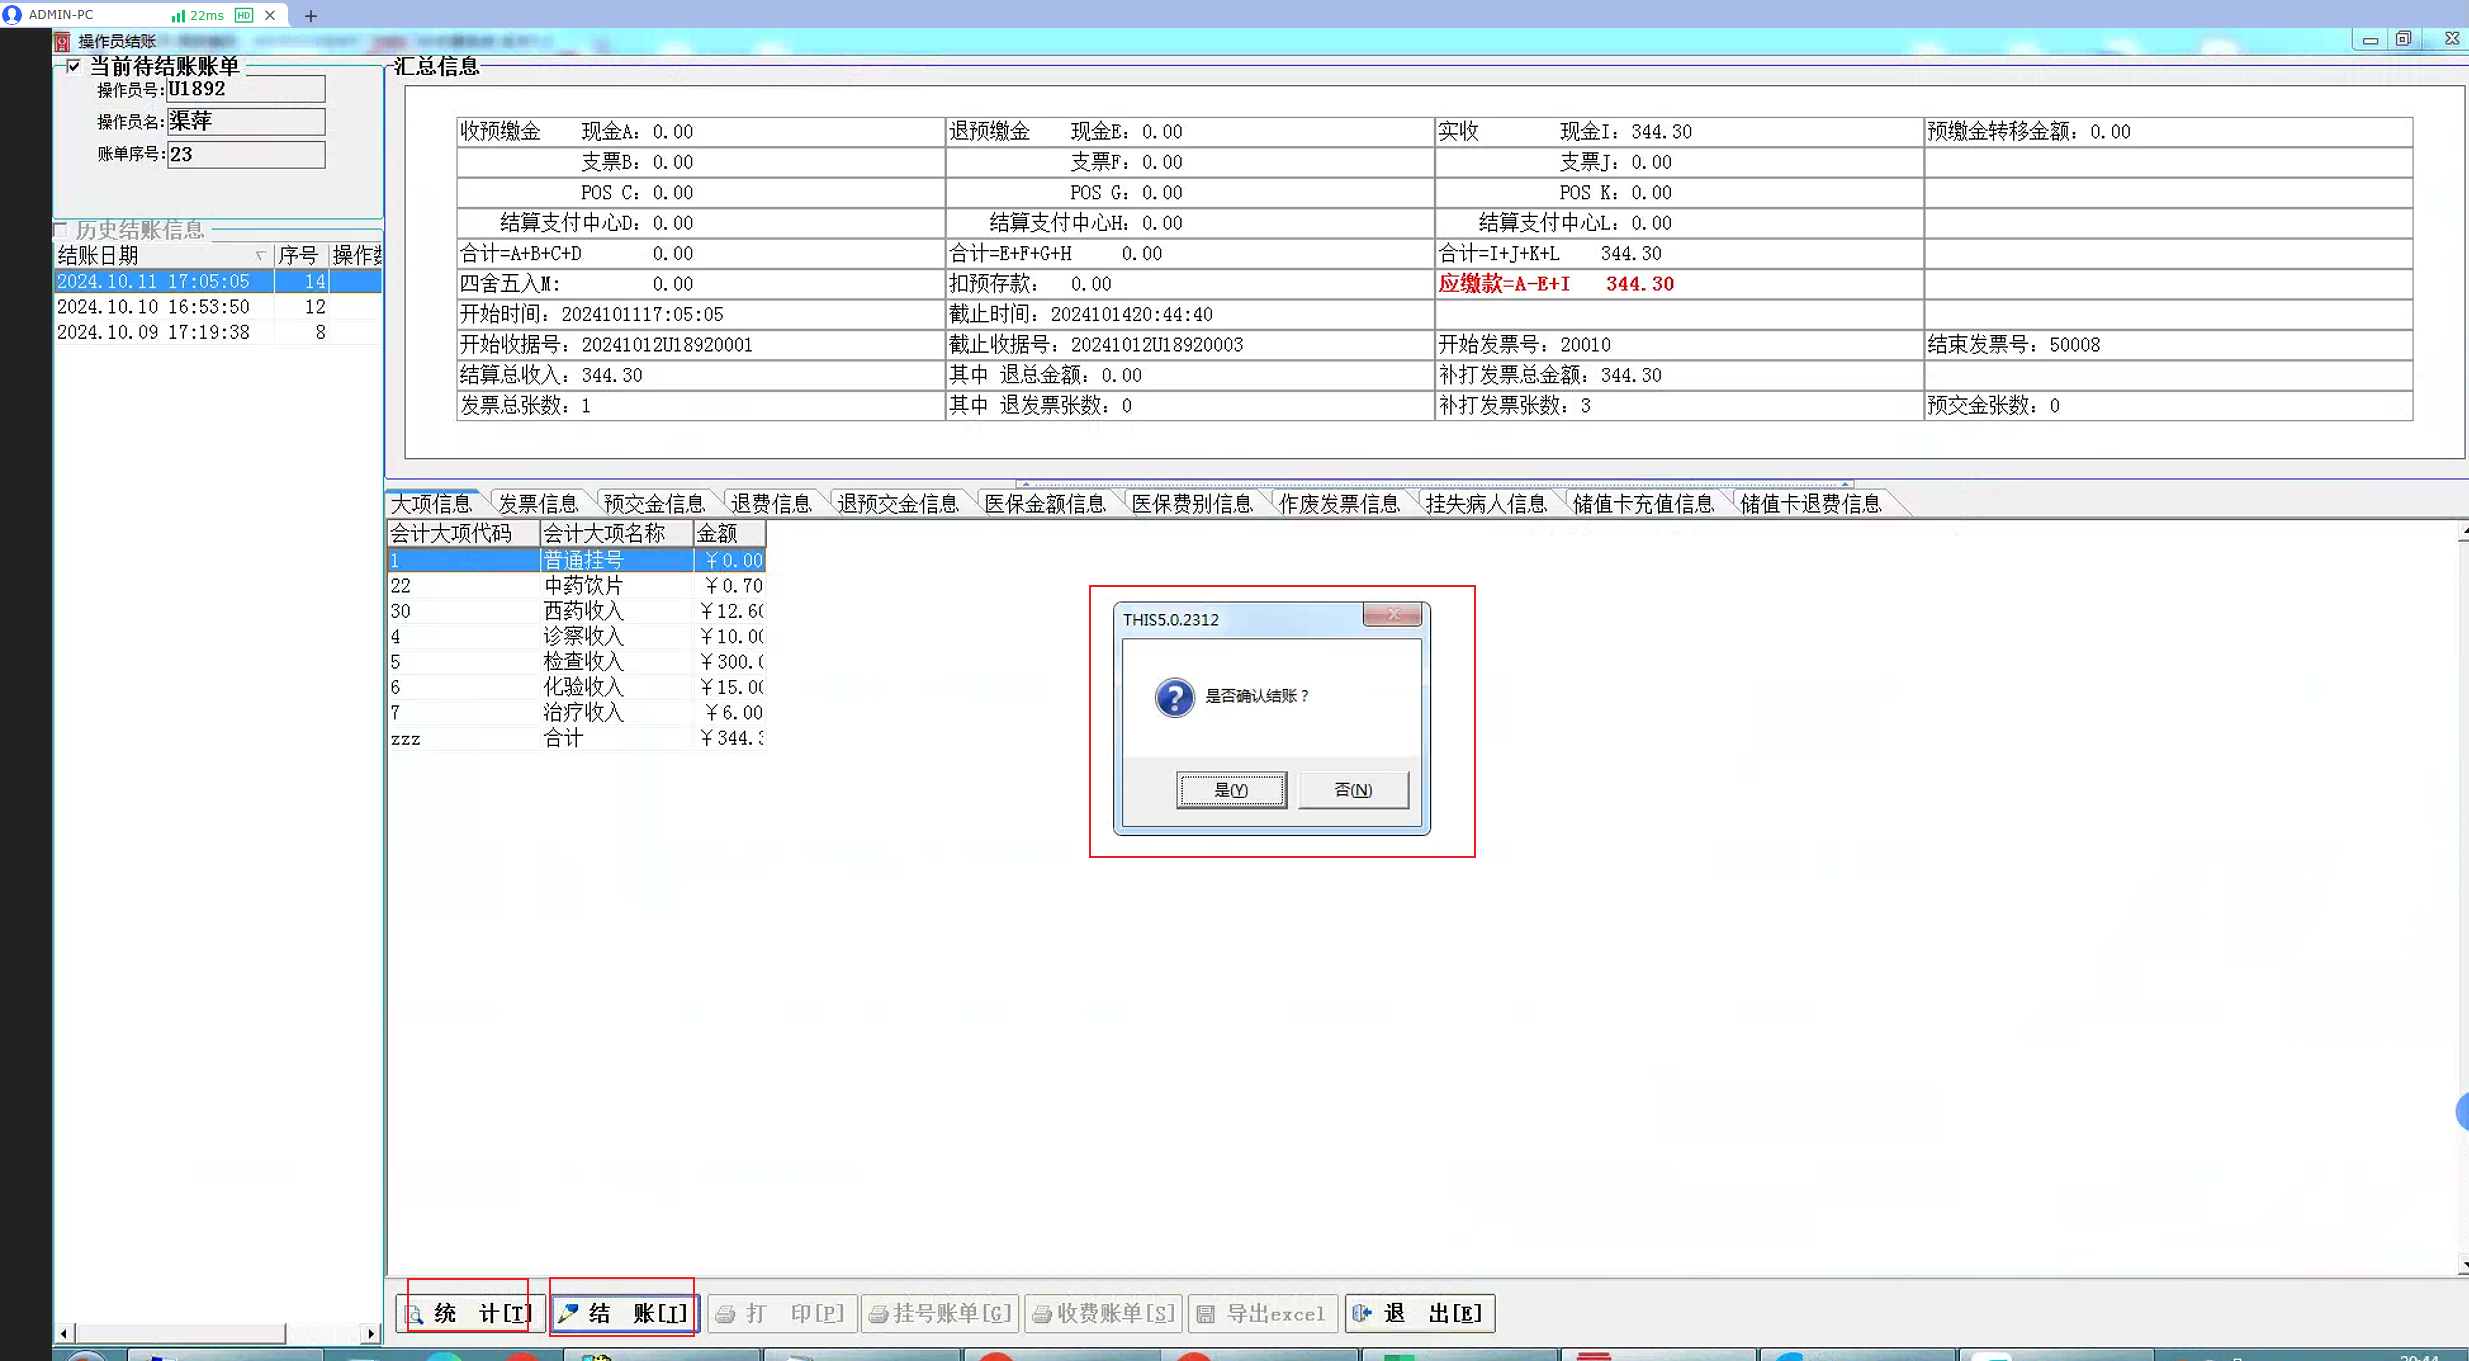 ADMIN-PC 22ms HD
操作员结账
当前待结账账单
操作员号: U1892
操作员名: 渠萍
账单序号: 23
历史结账信息
结账日期 序号 操作数
2024.10.11 17:05:05 14
2024.10.10 16:53:50 12
2024.10.09 17:19:38 8
汇总信息
收预缴金 现金A: 0.00 退预缴金 现金E: 0.00 实收 现金I: 344.30 预缴金转移金额: 0.00
支票B: 0.00 支票F: 0.00 支票J: 0.00
POS C: 0.00 POS G: 0.00 POS K: 0.00
结算支付中心D: 0.00 结算支付中心H: 0.00 结算支付中心L: 0.00
合计=A+B+C+D 0.00 合计=E+F+G+H 0.00 合计=I+J+K+L 344.30
四舍五入M: 0.00 扣预存款: 0.00 应缴款=A-E+I 344.30
开始时间: 2024101117:05:05 截止时间: 2024101420:44:40
开始收据号: 20241012U18920001 截止收据号: 20241012U18920003 开始发票号: 20010 结束发票号: 50008
结算总收入: 344.30 其中 退总金额: 0.00 补打发票总金额: 344.30
发票总张数: 1 其中 退发票张数: 0 补打发票张数: 3 预交金张数: 0
大项信息 发票信息 预交金信息 退费信息 退预交金信息 医保金额信息 医保费别信息 作废发票信息 挂失病人信息 储值卡充值信息 储值卡退费信息
会计大项代码 会计大项名称 金额
1 普通挂号 ￥0.00
22 中药饮片 ￥0.70
30 西药收入 ￥12.60
4 诊察收入 ￥10.00
5 检查收入 ￥300.0
6 化验收入 ￥15.00
7 治疗收入 ￥6.00
zzz 合计 ￥344.3
THIS5.0.2312
是否确认结账？
是(Y) 否(N)
统 计[T] 结 账[J] 打 印[P] 挂号账单[G] 收费账单[S] 导出excel 退 出[E]